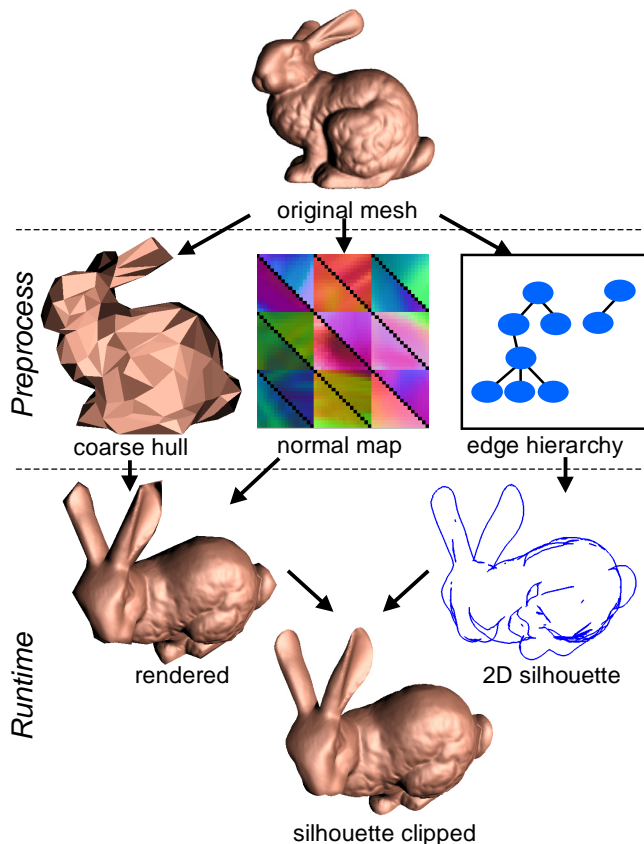 original mesh
Preprocess
coarse hull
normal map
edge hierarchy
Runtime
rendered
2D silhouette
silhouette clipped